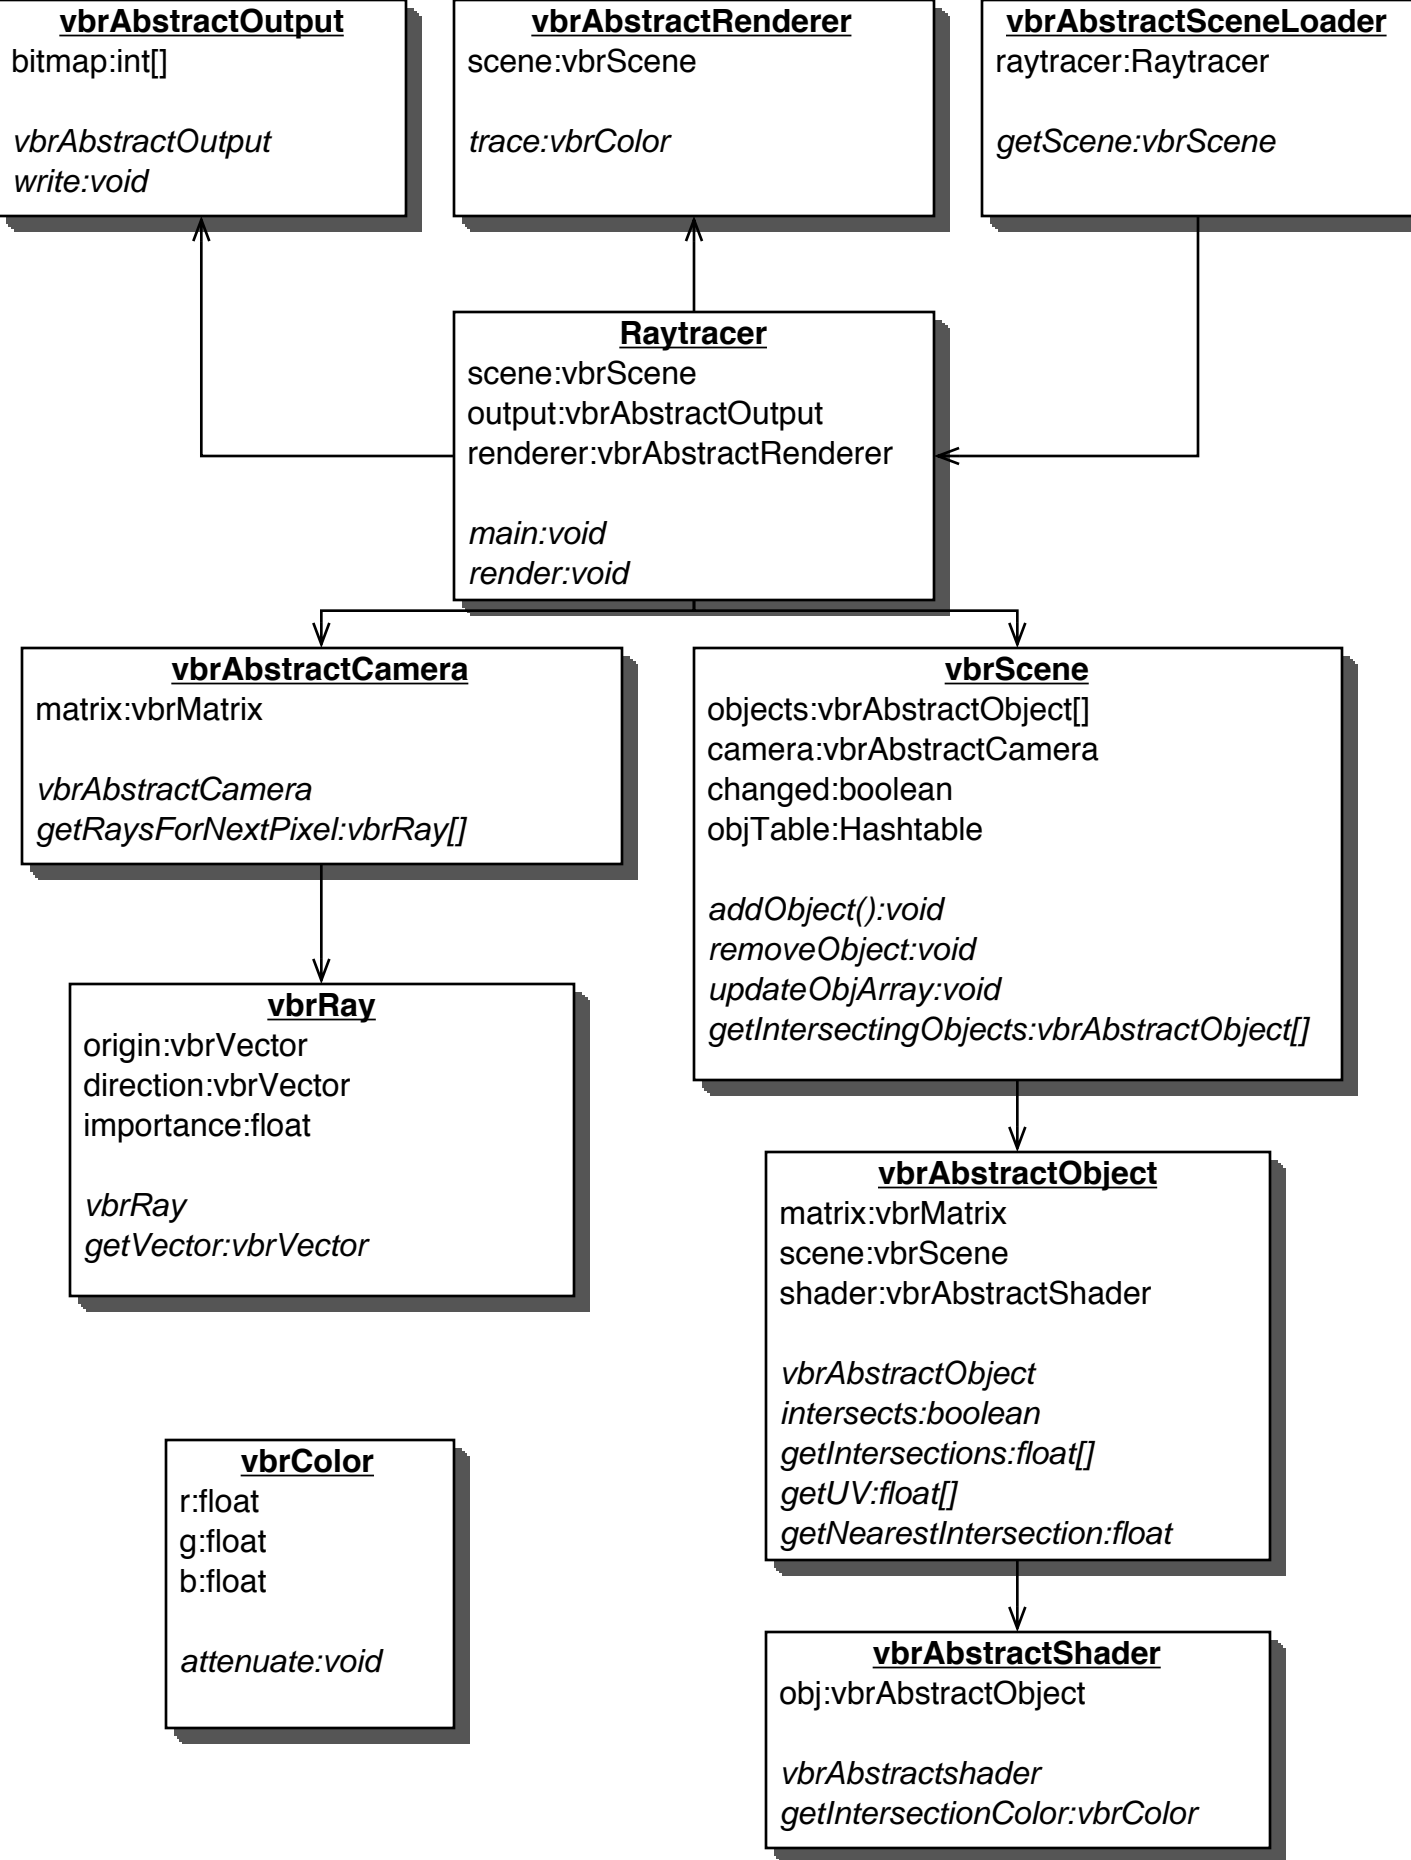 vbrAbstractOutput
bitmap:int[]
vbrAbstractOutput
write:void
vbrAbstractRenderer
scene:vbrScene
trace:vbrColor
vbrAbstractSceneLoader
raytracer:Raytracer
getScene:vbrScene
Raytracer
scene:vbrScene
output:vbrAbstractOutput
renderer:vbrAbstractRenderer
main:void
render:void
vbrAbstractCamera
matrix:vbrMatrix
vbrAbstractCamera
getRaysForNextPixel:vbrRay[]
vbrScene
objects:vbrAbstractObject[]
camera:vbrAbstractCamera
changed:boolean
objTable:Hashtable
addObject():void
removeObject:void
updateObjArray:void
getIntersectingObjects:vbrAbstractObject[]
vbrRay
origin:vbrVector
direction:vbrVector
importance:float
vbrRay
getVector:vbrVector
vbrAbstractObject
matrix:vbrMatrix
scene:vbrScene
shader:vbrAbstractShader
vbrAbstractObject
intersects:boolean
getIntersections:float[]
getUV:float[]
getNearestIntersection:float
vbrColor
r:float
g:float
b:float
attenuate:void
vbrAbstractShader
obj:vbrAbstractObject
vbrAbstractshader
getIntersectionColor:vbrColor